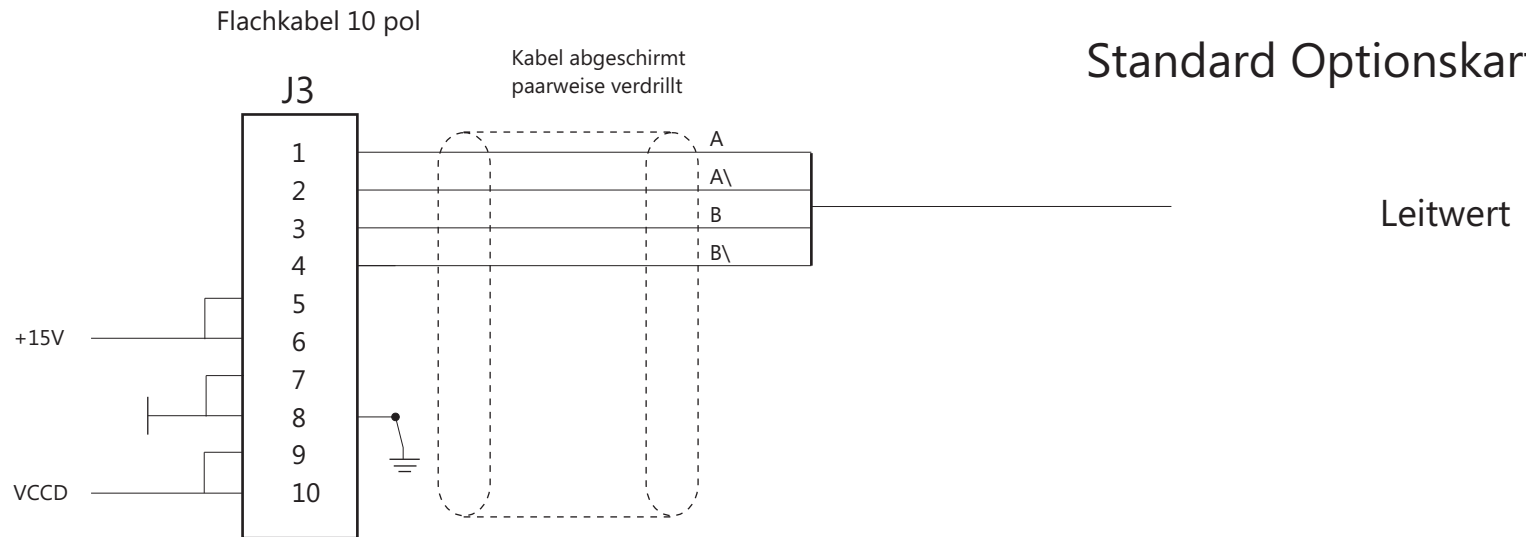 Flachkabel 10 pol
Kabel abgeschirmt
paarweise verdrillt
Standard Optionskar
J3
1
2
3
4
5
6
7
8
9
10
A
A\
B
B\
+15V
VCCD
Leitwert